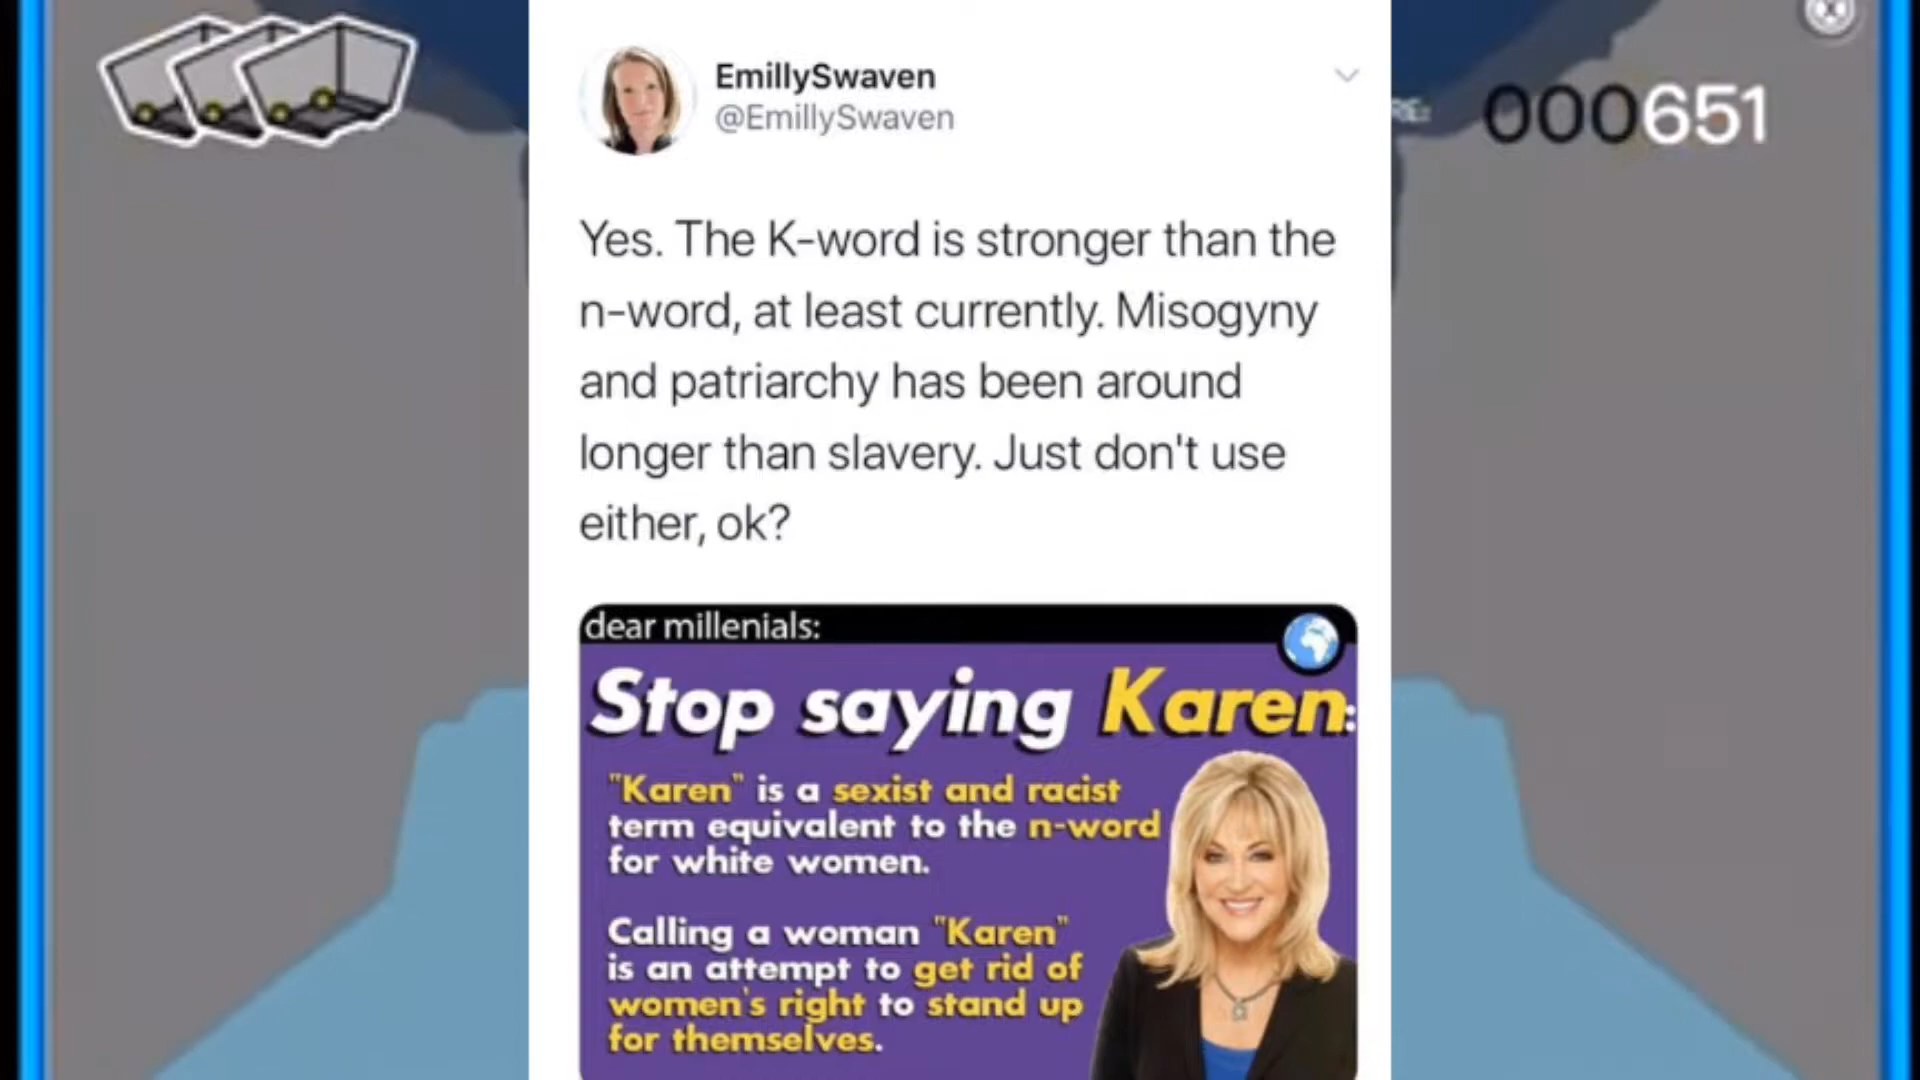 EmillySwaven
@EmillySwaven
RE:
000651
Yes. The K-word is stronger than the
n-word, at least currently. Misogyny
and patriarchy has been around
longer than slavery. Just don't use
either, ok?
dear millenials:
Stop saying Karen:
"Karen" is a sexist and racist
term equivalent to the n-word
for white women.
Calling a woman "Karen"
is an attempt to get rid of
women's right to stand up
for themselves.